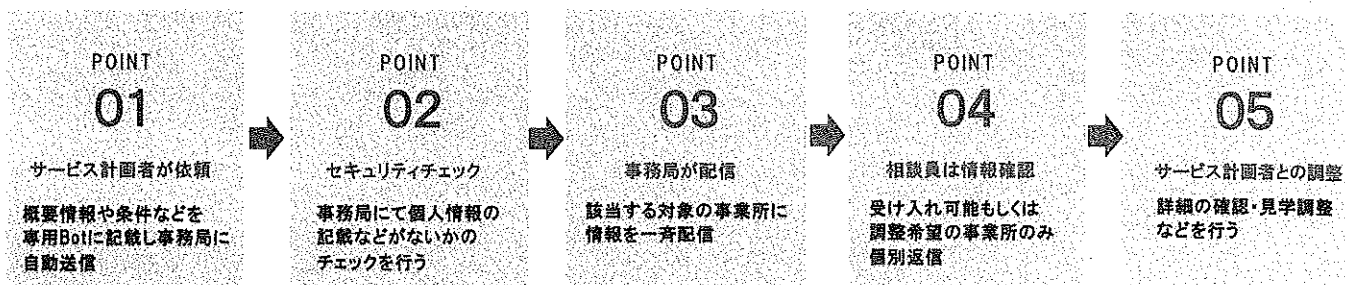 POINT
01
サービス計画者が依頼
概要情報や条件などを
専用Botに記載し事務局に
自動送信
POINT
02
セキュリティチェック
事務局にて個人情報の
記載などがないかの
チェックを行う
POINT
03
事務局が配信
該当する対象の事業所に
情報を一斉配信
POINT
04
相談員は情報確認
受け入れ可能もしくは
調整希望の事業所のみ
個別返信
POINT
05
サービス計画者との調整
詳細の確認・見学調整
などを行う